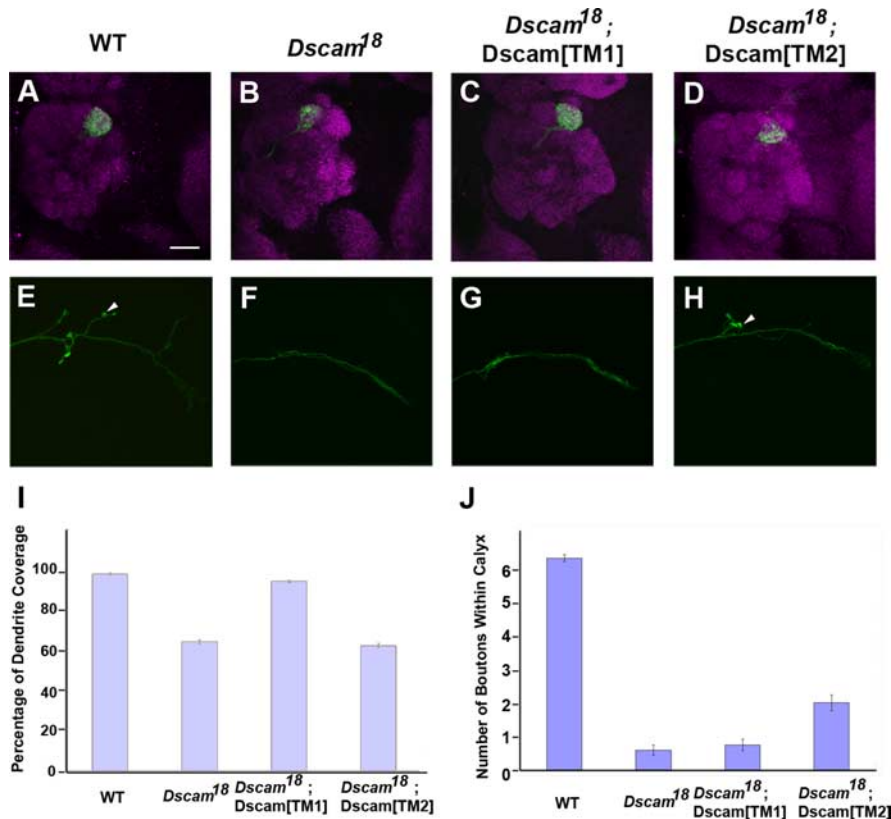 WT
Dscam18
Dscam18;
Dscam[TM1]
Dscam18;
Dscam[TM2]
A
B
C
D
E
F
G
H
I
Percentage of Dendrite Coverage
100
80
60
40
20
0
WT
Dscam18
Dscam18;
Dscam[TM1]
Dscam18;
Dscam[TM2]
J
Number of Boutons Within Calyx
6
5
4
3
2
1
0
WT
Dscam18
Dscam18;
Dscam[TM1]
Dscam18;
Dscam[TM2]